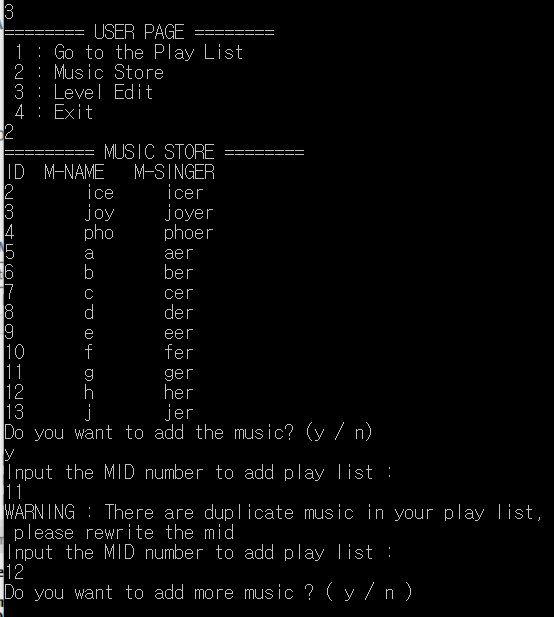 3
======== USER PAGE ========
 1 : Go to the Play List
 2 : Music Store
 3 : Level Edit
 4 : Exit
2
========= MUSIC STORE ========
ID  M-NAME   M-SINGER
2       ice     icer
3       joy     joyer
4       pho     phoer
5       a       aer
6       b       ber
7       c       cer
8       d       der
9       e       eer
10      f       fer
11      g       ger
12      h       her
13      j       jer
Do you want to add the music? (y / n)
y
Input the MID number to add play list :
11
WARNING : There are duplicate music in your play list,
 please rewrite the mid
Input the MID number to add play list :
12
Do you want to add more music ? ( y / n )